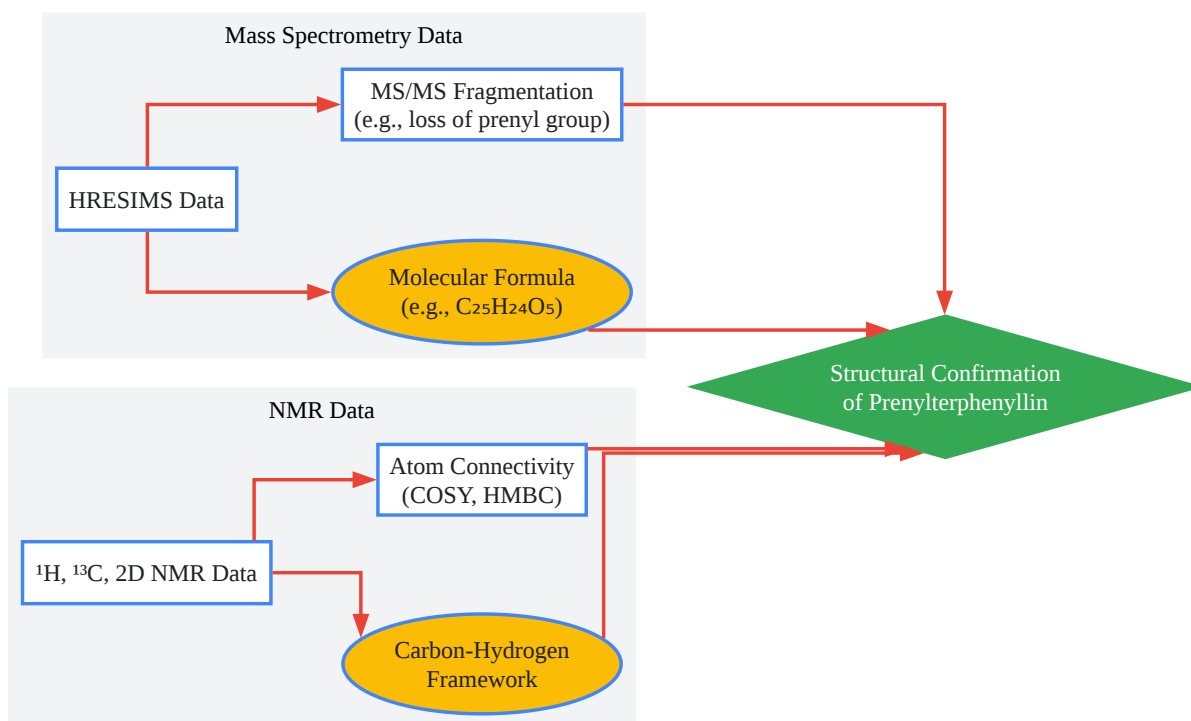 Mass Spectrometry Data
MS/MS Fragmentation
(e.g., loss of prenyl group)
HRESIMS Data
Molecular Formula
(e.g., C₂₅H₂₄O₅)
Structural Confirmation
of Prenylterphenyllin
NMR Data
Atom Connectivity
(COSY, HMBC)
¹H, ¹³C, 2D NMR Data
Carbon-Hydrogen
Framework